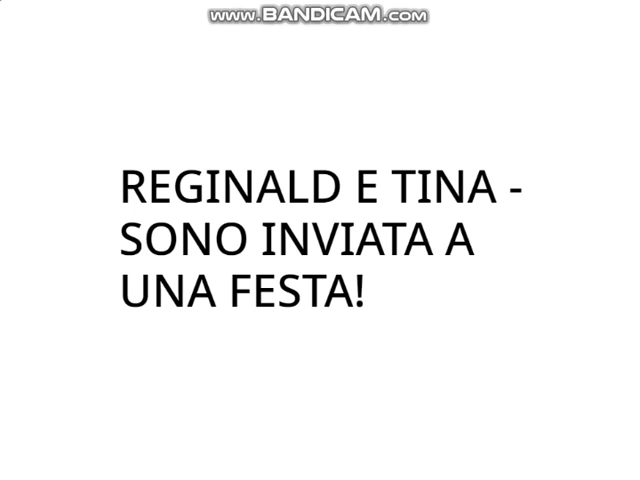 www.BANDICAM.com
REGINALD E TINA -
SONO INVIATA A
UNA FESTA!